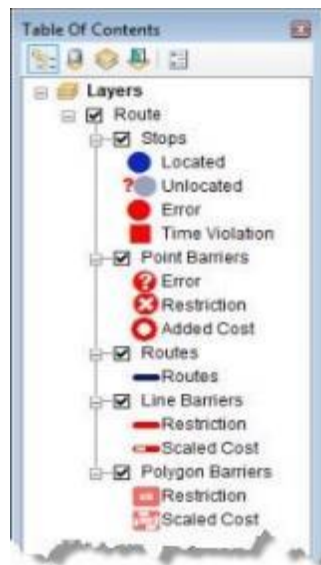 Table Of Contents
Layers
Route
Stops
Located
Unlocated
Error
Time Violation
Point Barriers
Error
Restriction
Added Cost
Routes
Routes
Line Barriers
Restriction
Scaled Cost
Polygon Barriers
Restriction
Scaled Cost